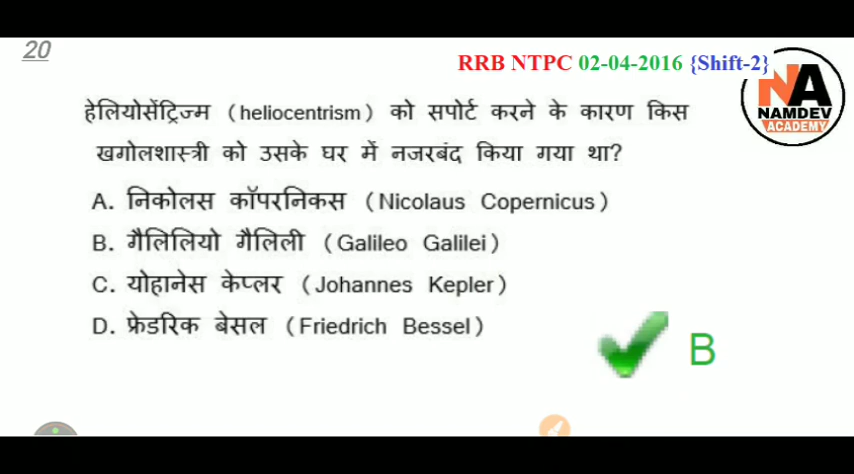 20
RRB NTPC 02-04-2016 {Shift-2}
NA
NAMDEV
ACADEMY
हेलियोसेंट्रिज्म (heliocentrism) को सपोर्ट करने के कारण किस
खगोलशास्त्री को उसके घर में नजरबंद किया गया था?
A. निकोलस कॉपरनिकस (Nicolaus Copernicus)
B. गैलिलियो गैलिली (Galileo Galilei)
C. योहानेस केप्लर (Johannes Kepler)
D. फ्रेडरिक बेसल (Friedrich Bessel)
B